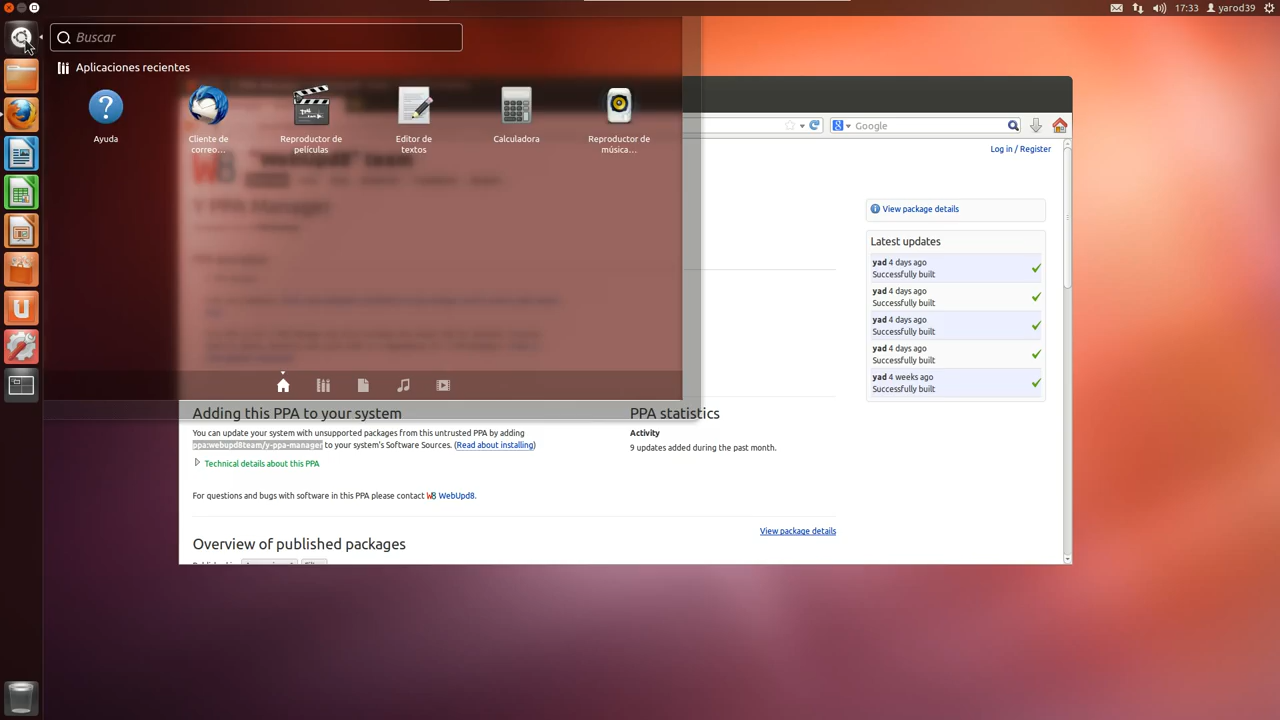 17:33 yarod39
Buscar
Aplicaciones recientes
Ayuda
Cliente de
correo...
Reproductor de
películas
Editor de
textos
Calculadora
Reproductor de
música...
Google
Log in / Register
"WebUpd8" team
Y PPA Manager
View package details
Latest updates
yad 4 days ago
Successfully built
yad 4 days ago
Successfully built
yad 4 days ago
Successfully built
yad 4 days ago
Successfully built
yad 4 weeks ago
Successfully built
Adding this PPA to your system
You can update your system with unsupported packages from this untrusted PPA by adding
ppa:webupd8team/y-ppa-manager to your system's Software Sources. (Read about installing)
Technical details about this PPA
For questions and bugs with software in this PPA please contact W8 WebUpd8.
PPA statistics
Activity
9 updates added during the past month.
View package details
Overview of published packages